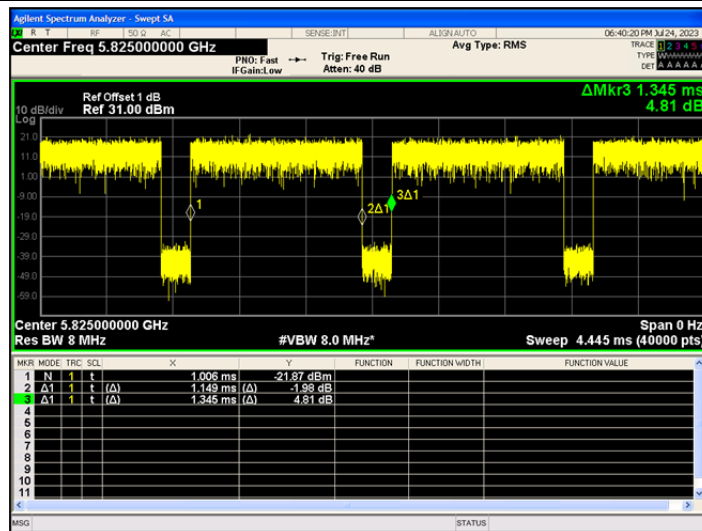 Agilent Spectrum Analyzer - Swept SA
LXI R T RF 50 Ω AC SENSE:INT ALIGN AUTO 06:40:20 PM Jul 24, 2023
Center Freq 5.825000000 GHz
PNO: Fast
IFGain:Low
Trig: Free Run
Atten: 40 dB
Avg Type: RMS
TRACE 1 2 3 4 5
TYPE W
DET A A A A A
ΔMkr3 1.345 ms
4.81 dB
Ref Offset 1 dB
10 dB/div Ref 31.00 dBm
Log
21.0
11.0
1.00
-9.00
-19.0
-29.0
-39.0
-49.0
-59.0
1
2Δ1
3Δ1
Center 5.825000000 GHz Span 0 Hz
Res BW 8 MHz #VBW 8.0 MHz* Sweep 4.445 ms (40000 pts)
MKR MODE TRC SCL X Y FUNCTION FUNCTION WIDTH FUNCTION VALUE
1 N 1 t 1.006 ms -21.87 dBm
2 Δ1 1 t (Δ) 1.149 ms (Δ) -1.98 dB
3 Δ1 1 t (Δ) 1.345 ms (Δ) 4.81 dB
4
5
6
7
8
9
10
11
MSG STATUS